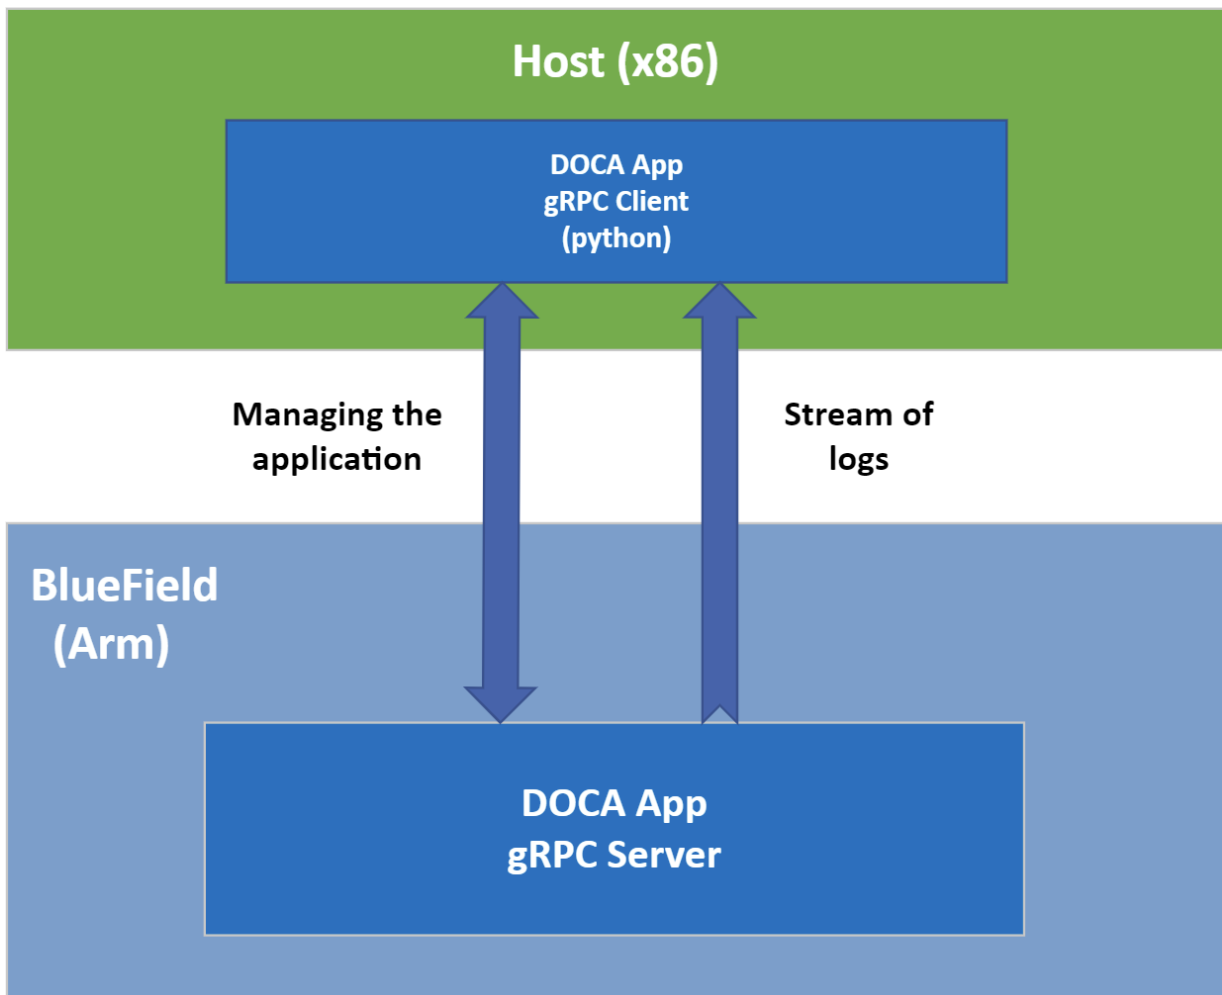 Host (x86)
DOCA App
gRPC Client
(python)
Managing the
application
Stream of
logs
BlueField
(Arm)
DOCA App
gRPC Server